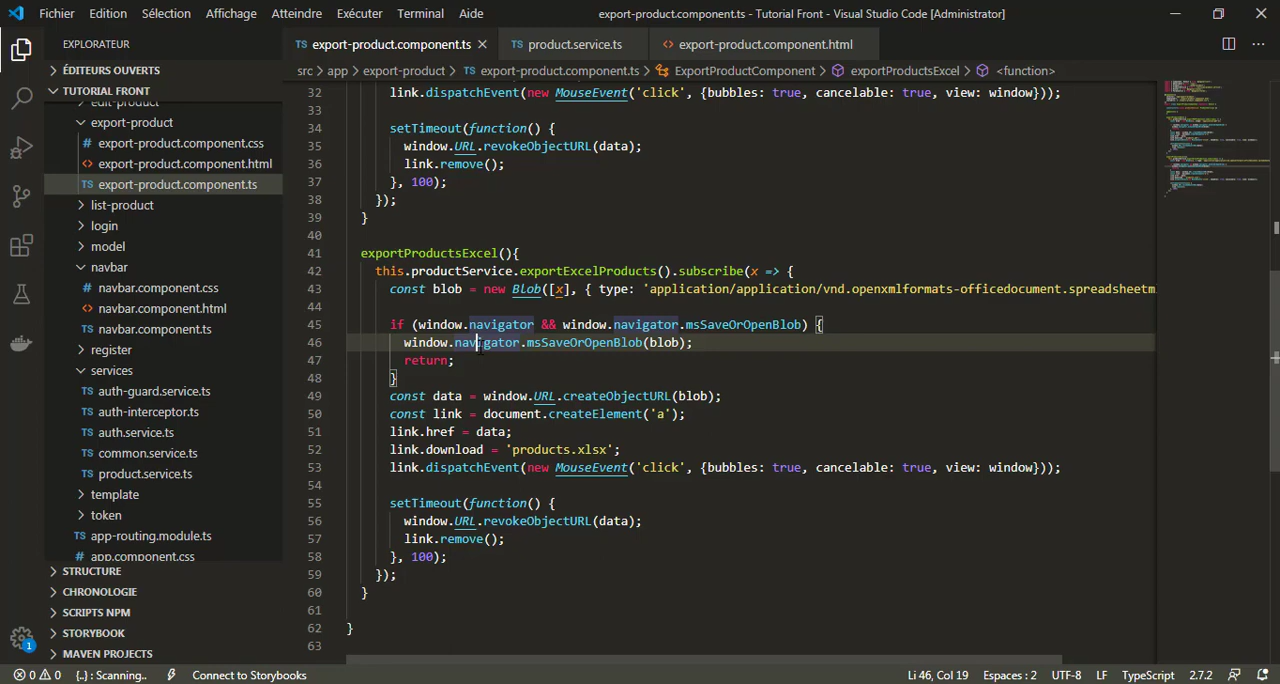 Fichier Edition Sélection Affichage Atteindre Exécuter Terminal Aide export-product.component.ts - Tutorial Front - Visual Studio Code [Administrator]
EXPLORATEUR
ÉDITEURS OUVERTS
TUTORIAL FRONT
edit-product
export-product
export-product.component.css
export-product.component.html
export-product.component.ts
list-product
login
model
navbar
navbar.component.css
navbar.component.html
navbar.component.ts
register
services
auth-guard.service.ts
auth-interceptor.ts
auth.service.ts
common.service.ts
product.service.ts
template
token
app-routing.module.ts
app.component.css
STRUCTURE
CHRONOLOGIE
SCRIPTS NPM
STORYBOOK
MAVEN PROJECTS
export-product.component.ts product.service.ts export-product.component.html
src > app > export-product > export-product.component.ts > ExportProductComponent > exportProductsExcel > <function>
32 link.dispatchEvent(new MouseEvent('click', {bubbles: true, cancelable: true, view: window}));
33
34 setTimeout(function() {
35 window.URL.revokeObjectURL(data);
36 link.remove();
37 }, 100);
38 });
39 }
40
41 exportProductsExcel(){
42 this.productService.exportExcelProducts().subscribe(x => {
43 const blob = new Blob([x], { type: 'application/application/vnd.openxmlformats-officedocument.spreadsheetm
44
45 if (window.navigator && window.navigator.msSaveOrOpenBlob) {
46 window.navigator.msSaveOrOpenBlob(blob);
47 return;
48 }
49 const data = window.URL.createObjectURL(blob);
50 const link = document.createElement('a');
51 link.href = data;
52 link.download = 'products.xlsx';
53 link.dispatchEvent(new MouseEvent('click', {bubbles: true, cancelable: true, view: window}));
54
55 setTimeout(function() {
56 window.URL.revokeObjectURL(data);
57 link.remove();
58 }, 100);
59 });
60 }
61
62 }
63
1
0 0 {..} : Scanning.. Connect to Storybooks Li 46, Col 19 Espaces : 2 UTF-8 LF TypeScript 2.7.2